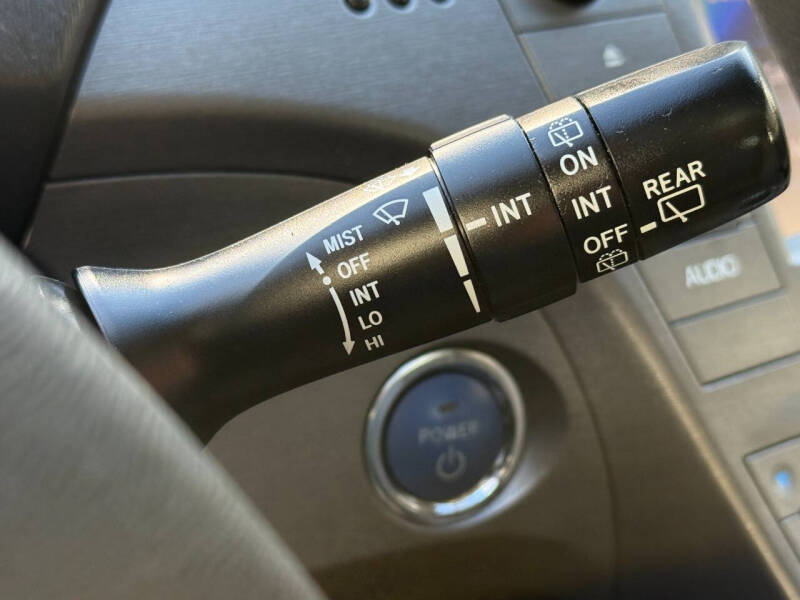 MIST
OFF
INT
LO
HI
INT
ON
INT
OFF
REAR
AUDIO
POWER